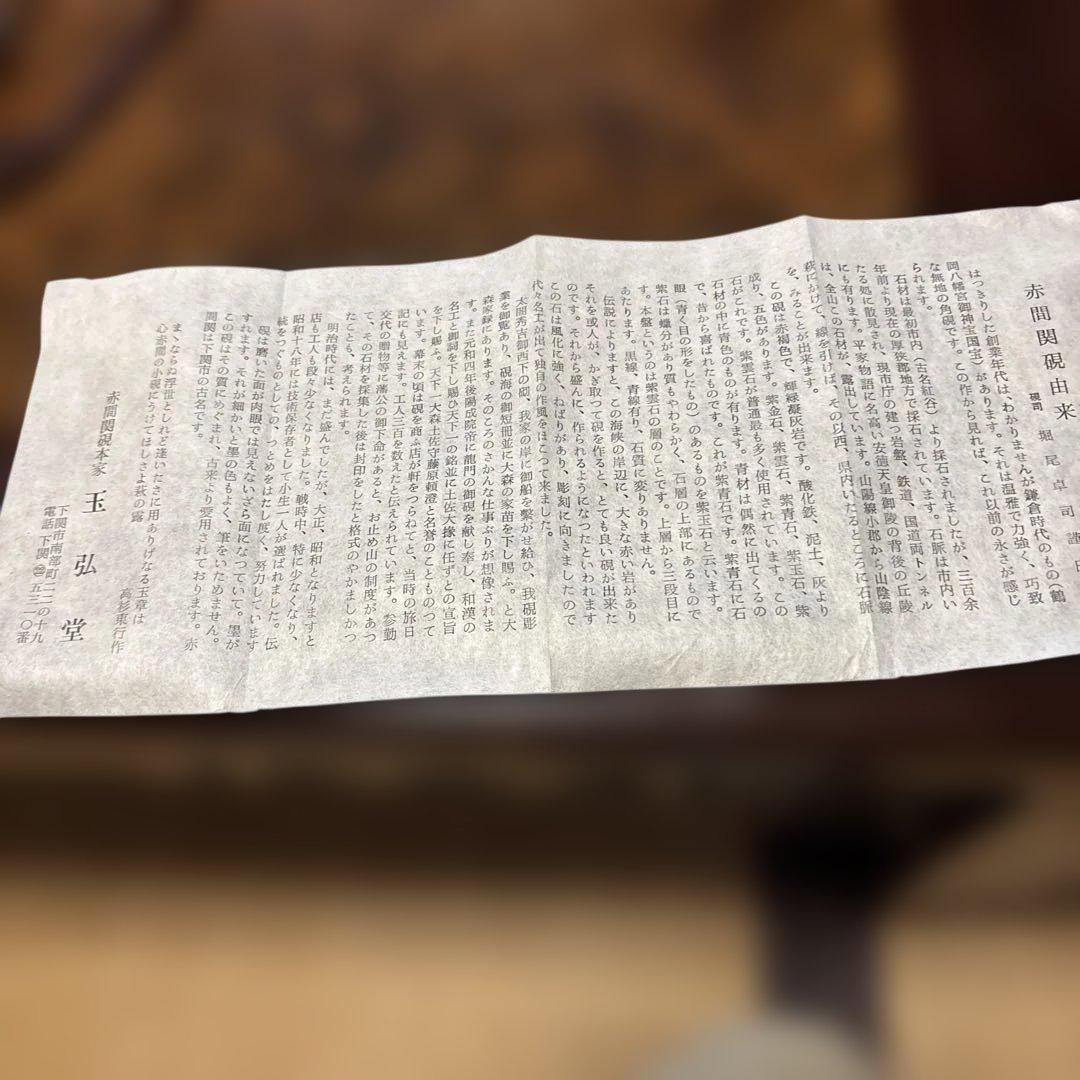 赤間関硯由来
硯司 堀尾卓司謹
はっきりした創業年代は、わかりませんが鎌倉時代のもの(鶴
岡八幡宮御神宝国宝)があります。それは温雅で力強く、巧致
な無地の角硯です。この作から見れば、これ以前の永さが感じ
られます。
石材は最初市内(古名紅谷)より採石されましたが、三百余
年前より現在の厚狭郡地方で採石されています。石脈は市内い
たる処に散見され、現市庁の建つ岩盤、鉄道、国道両トンネル
にも有ります。平家物語に名高い安徳天皇御陵の背後の丘陵
は、全山この石材が、露出しています。山陽線小郡から山陰線
萩にかけて、線を引けば、その以西、県内いたるところに石脈
を、みることが出来ます。
この硯は赤褐色で、輝緑凝灰岩です。酸化鉄、泥土、灰より
成り、五色があります。紫金石、紫雲石、紫青石、紫玉石、紫
石がこれです。紫雲石が普通最も多く使用されています。この
石材の中に青色のものが有ります。青材は偶然に出てくるの
で、昔から喜ばれたものです。これが紫青石です。紫青石に石
眼(青く目の形をしたもの)のあるものを紫玉石と云います。
紫石は蠟分があり質もやわらかく、石層の上部にあるもので
す。本盤というのは紫雲石の層のことです。上層から三段目に
あたります。黒線、青線有り、石質に変りありません。
伝説によりますと、この海峡の岸辺に、大きな赤い岩があり
それを或人が、かぎ取って硯を作ると、とても良い硯が出来た
のです。それから盛んに、作られるようになつたといわれます
この石は風化に強く、ねばりがあり、彫刻に向きましたので
代々名工が出て独自の作風をほこつて来ました。
太閤秀吉御西下の砌、我家の岸に御船を繫がせ給ひ、我硯彫
業を御覧あり、硯海の御短冊並に大森の家苗を下し賜ふ。と大
森家録にあります。そのころのさかんな仕事ぶりが想像されま
す。また元和四年後陽成院帝に龍門の御硯を献し奉し、和漢の
名工と御詞を下し賜ひ天下一の銘並に土佐大掾に任ずとの宣旨
を下し賜ふ。天下一大森土佐守藤原頼澄と名誉のこともつて
います。幕末の頃は硯を商ふ店が軒をつらねてと、当時の旅日
記にも見えます。工人三百を数えたと伝えられています。参勤
交代の贈物等に藩公の御下命があると、お止め山の制度があつ
て、その石材を採集した後は封印をしたと格式のやかましかつ
たことも、考えられます。
明治時代には、まだ盛んでしたが、大正、昭和となりますと
店も工人も段々少なくなりました。戦時中、特に少なくなり、
昭和十八年には技術保存者として小生一人が選ばれました。伝
統をつぐものとしての、つとめをはたし度く、努力しています
硯は磨いた面が肉眼では見えないざら面になつていて。墨が
すれます。それが細かいと墨の色もよく、筆をいためません。
この硯はその質にめぐまれ、古来より愛用されております。赤
間関は下関市の古名です。
まゝならぬ浮世としれど逢いたさに用ありげなる玉章は
心赤間の小硯にうけてほしさよ萩の露
高杉東行作
赤間関硯本家 玉弘堂
下関市南部町二二の十九
電話下関㉒五三二〇番